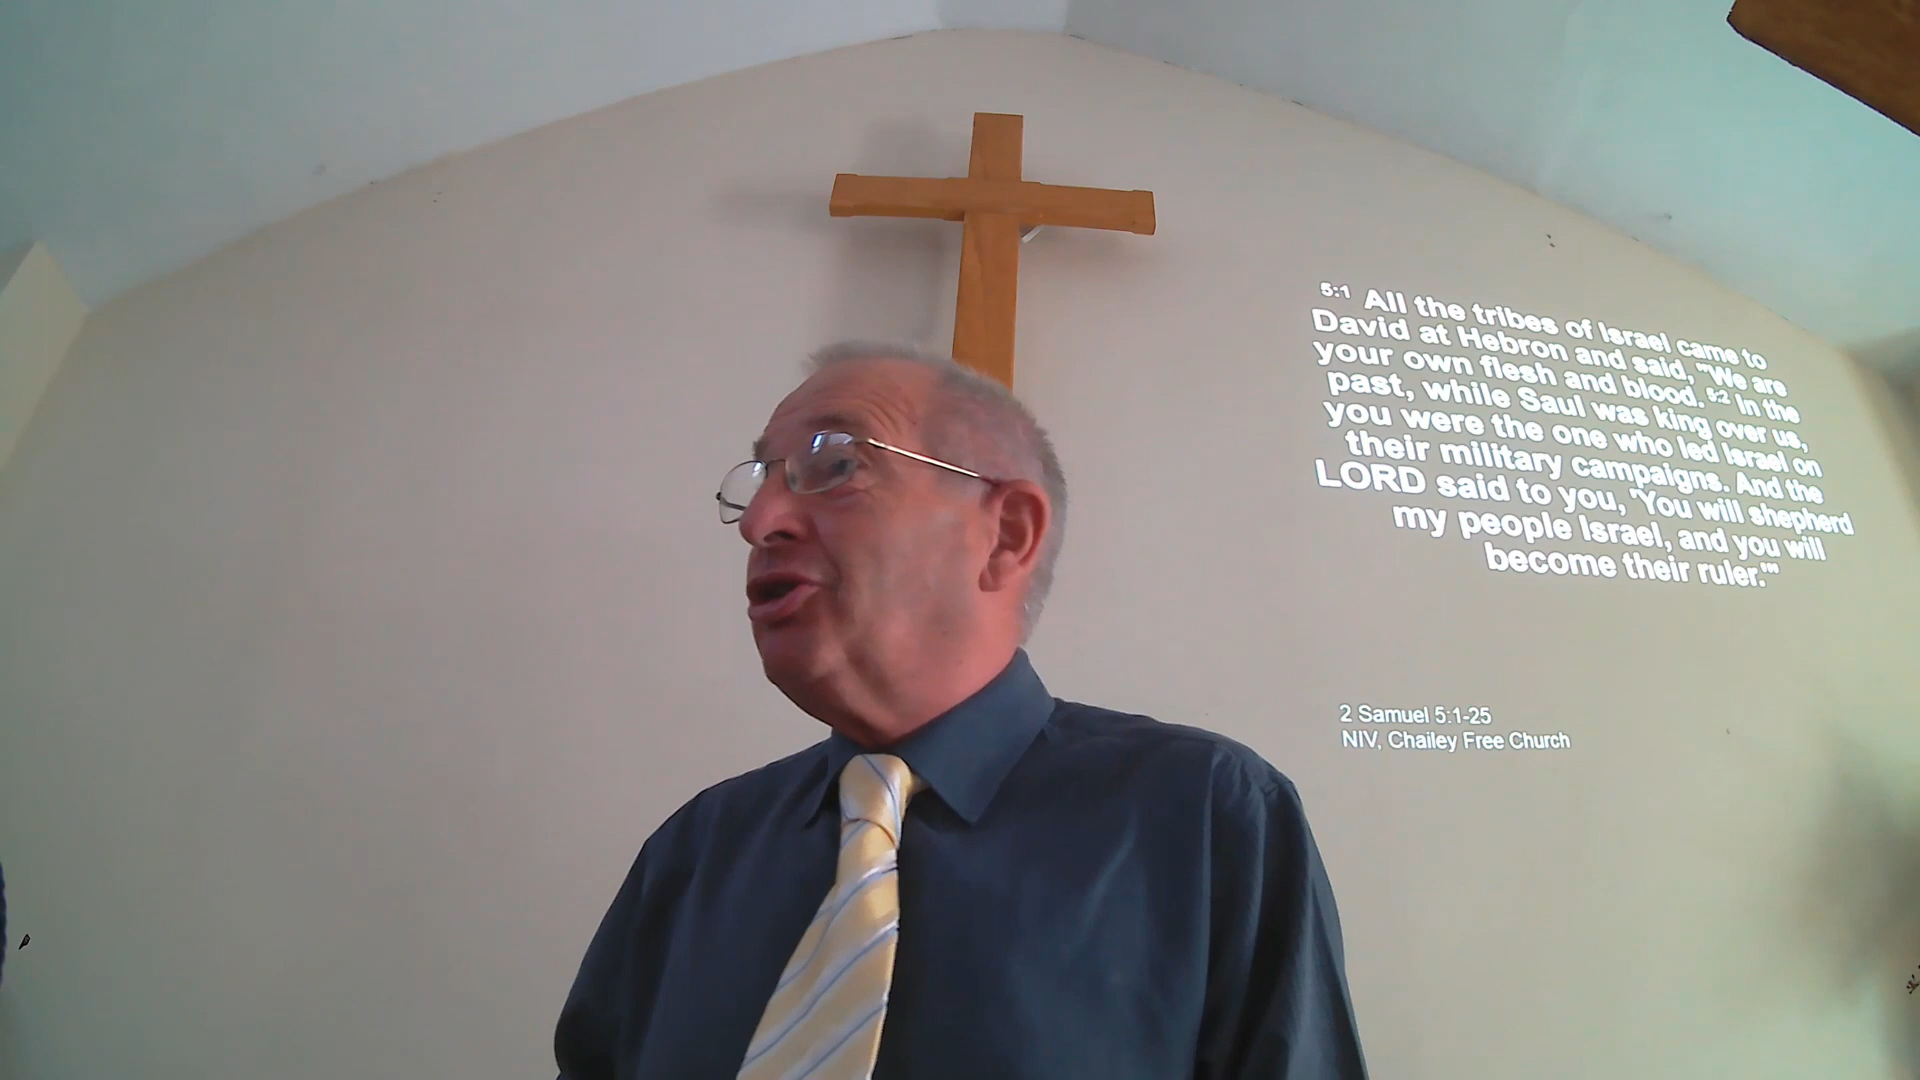 5:1 All the tribes of Israel came to
David at Hebron and said, "We are
your own flesh and blood. 5:2 In the
past, while Saul was king over us,
you were the one who led Israel on
their military campaigns. And the
LORD said to you, 'You will shepherd
my people Israel, and you will
become their ruler.'"
2 Samuel 5:1-25
NIV, Chailey Free Church